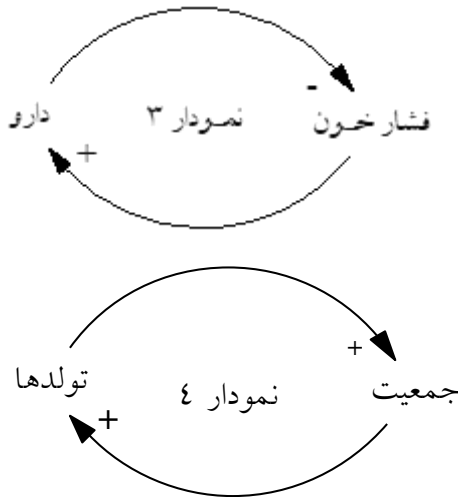 -
دارو نمودار ۳ فشار خون
+
+
تولدها نمودار ٤ جمعیت
+